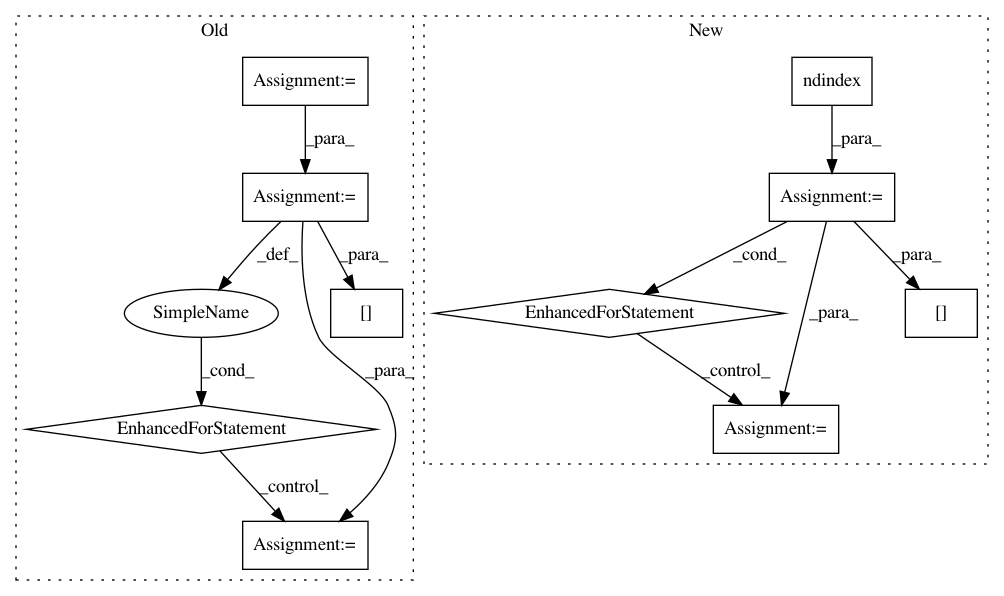 Old
New
Assignment:=
ndindex
_para_
_para_
Assignment:=
Assignment:=
_def_
_para_
_cond_
_para_
SimpleName
[]
EnhancedForStatement
_para_
[]
_cond_
_para_
_control_
EnhancedForStatement
Assignment:=
_control_
Assignment:=